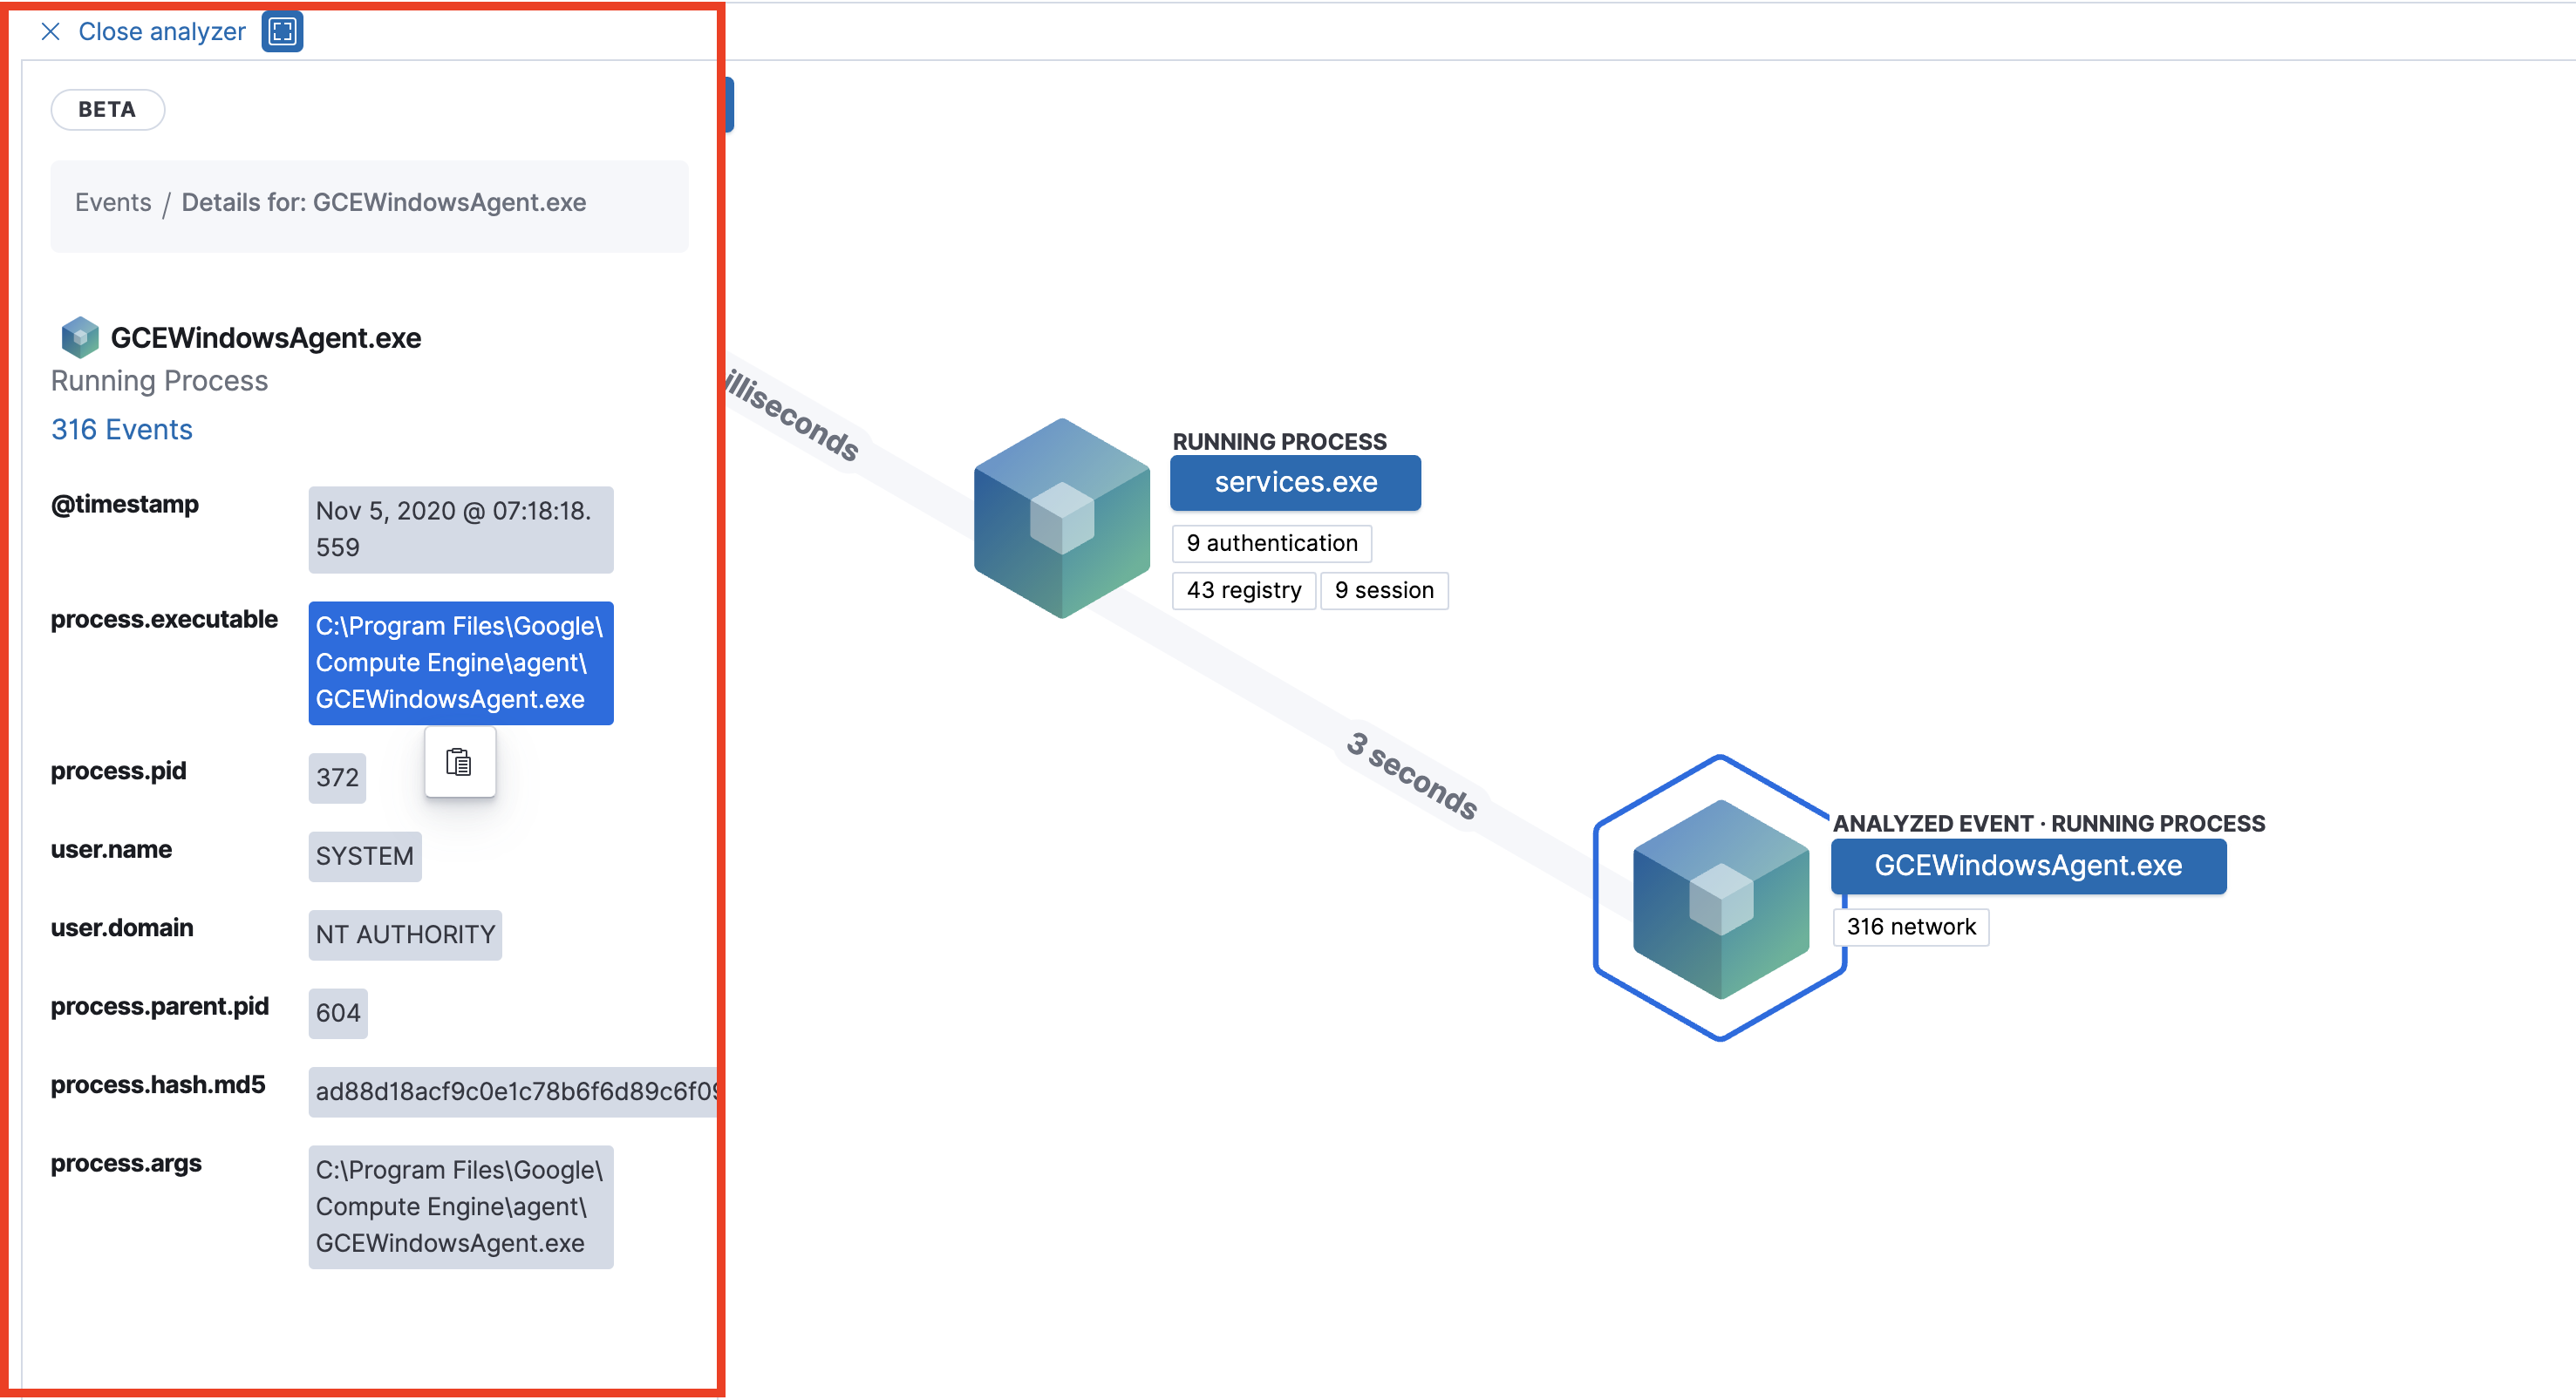 Close analyzer
BETA
Events / Details for: GCEWindowsAgent.exe
GCEWindowsAgent.exe
Running Process
316 Events
@timestamp
Nov 5, 2020 @ 07:18:18.
559
process.executable
C:\Program Files\Google\
Compute Engine\agent\
GCEWindowsAgent.exe
process.pid
372
user.name
SYSTEM
user.domain
NT AUTHORITY
process.parent.pid
604
process.hash.md5
ad88d18acf9c0e1c78b6f6d89c6f0
process.args
C:\Program Files\Google\
Compute Engine\agent\
GCEWindowsAgent.exe
illiseconds
RUNNING PROCESS
services.exe
9 authentication
43 registry 9 session
3 seconds
ANALYZED EVENT · RUNNING PROCESS
GCEWindowsAgent.exe
316 network